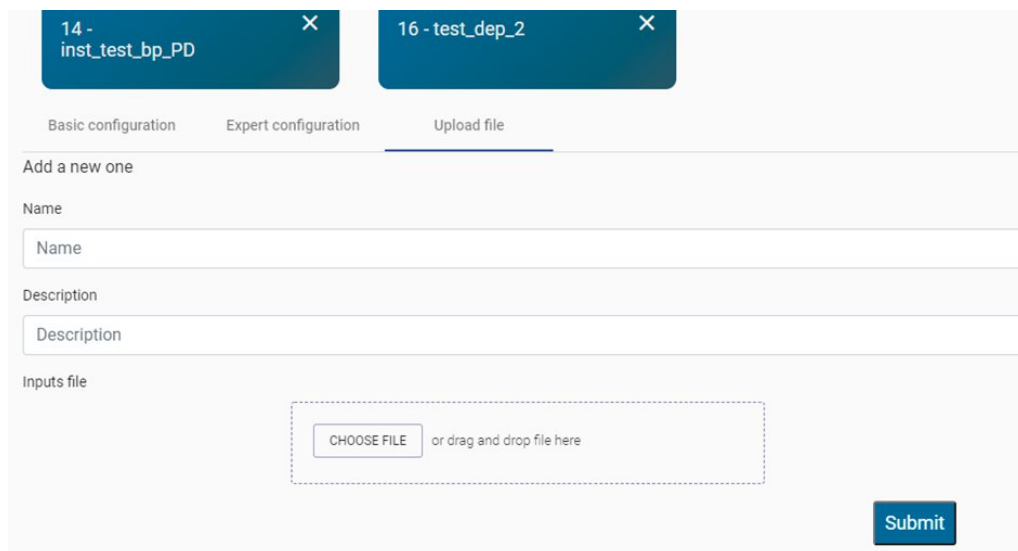 14 -
inst_test_bp_PD
16 - test_dep_2
Basic configuration Expert configuration Upload file
Add a new one
Name
Name
Description
Description
Inputs file
CHOOSE FILE or drag and drop file here
Submit